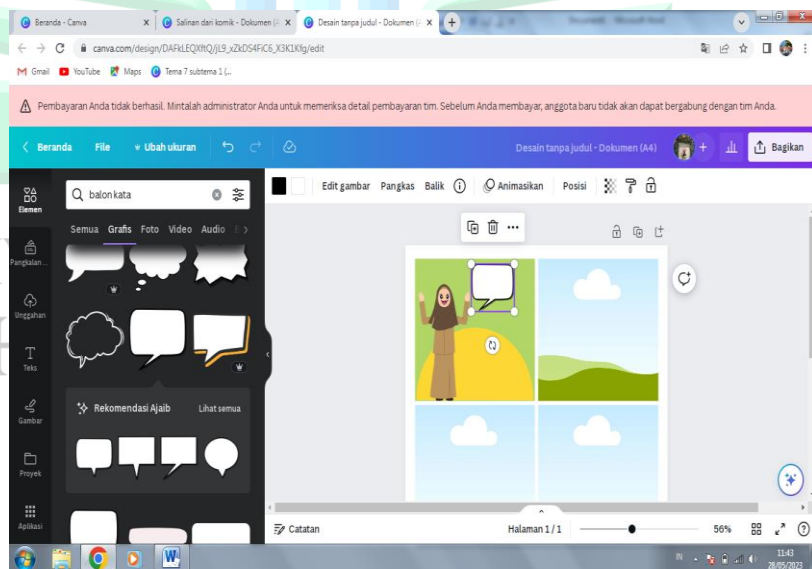 Beranda - Canva
Salinan dari komik - Dokumen (A
Desain tanpa judul - Dokumen (A
canva.com/design/DAFkLEQXftQ/jL9_xZkDS4FiC6_X3K1Kfg/edit
Gmail YouTube Maps Tema 7 subtema 1 (...
Pembayaran Anda tidak berhasil. Mintalah administrator Anda untuk memeriksa detail pembayaran tim. Sebelum Anda membayar, anggota baru tidak akan dapat bergabung dengan tim Anda.
Beranda File Ubah ukuran Desain tanpa judul - Dokumen (A4) Bagikan
Elemen
balon kata
Edit gambar Pangkas Balik Animasikan Posisi
Semua Grafis Foto Video Audio
Pangkalan...
Unggahan
Teks
Gambar
Proyek
Aplikasi
Rekomendasi Ajaib Lihat semua
Catatan Halaman 1 / 1 56%
IN 11:43
28/05/2023